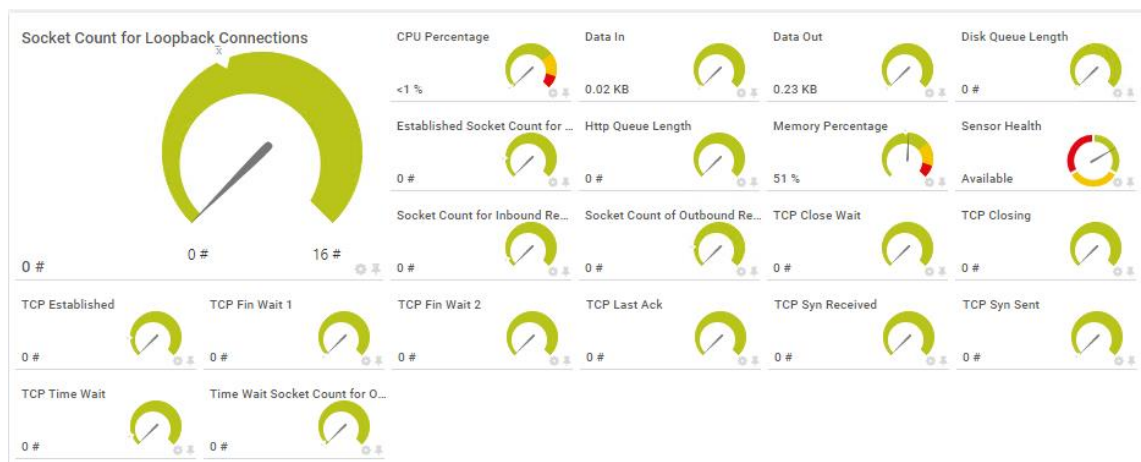 Socket Count for Loopback Connections
x
0 #
16 #
0 #
CPU Percentage
<1 %
Data In
0.02 KB
Data Out
0.23 KB
Disk Queue Length
0 #
Established Socket Count for ...
0 #
Http Queue Length
0 #
Memory Percentage
51 %
Sensor Health
Available
Socket Count for Inbound Re...
0 #
Socket Count of Outbound Re...
0 #
TCP Close Wait
0 #
TCP Closing
0 #
TCP Established
0 #
TCP Fin Wait 1
0 #
TCP Fin Wait 2
0 #
TCP Last Ack
0 #
TCP Syn Received
0 #
TCP Syn Sent
0 #
TCP Time Wait
0 #
Time Wait Socket Count for O...
0 #